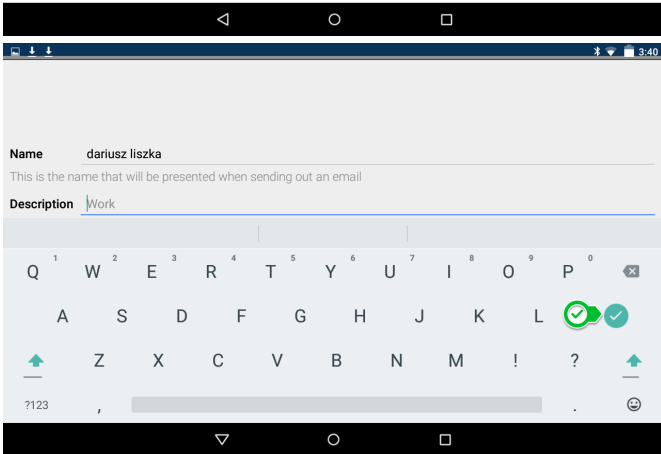 3:40
Name dariusz liszka
This is the name that will be presented when sending out an email
Description Work
1 2 3 4 5 6 7 8 9 0
Q W E R T Y U I O P
A S D F G H J K L
Z X C V B N M ! ?
?123 , .